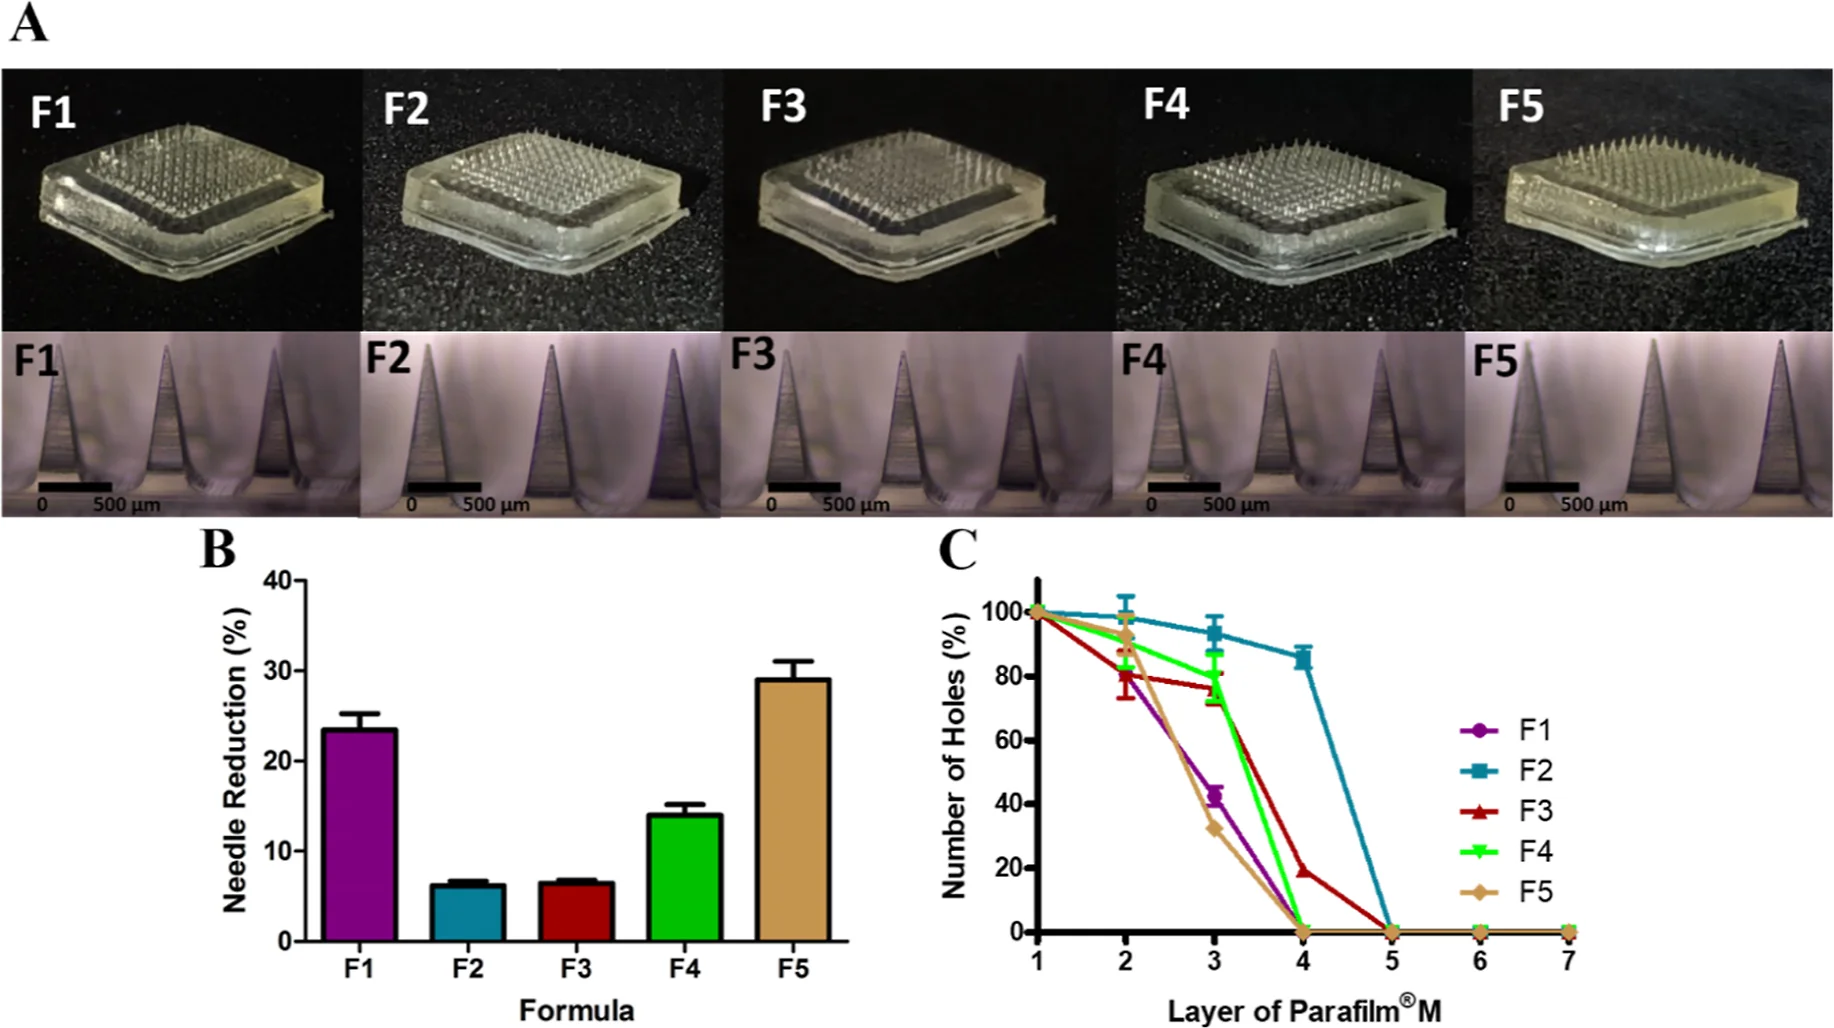 A
F1 F2 F3 F4 F5
F1 F2 F3 F4 F5
0 500 µm 0 500 µm 0 500 µm 0 500 µm 0 500 µm
B
Needle Reduction (%)
40
30
20
10
0
F1 F2 F3 F4 F5
Formula
C
Number of Holes (%)
100
80
60
40
20
0
1 2 3 4 5 6 7
Layer of Parafilm®M
F1
F2
F3
F4
F5